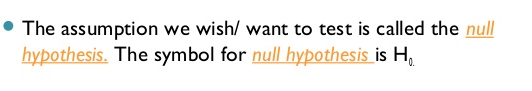 • The assumption we wish/ want to test is called the null
hypothesis. The symbol for null hypothesis is H₀.